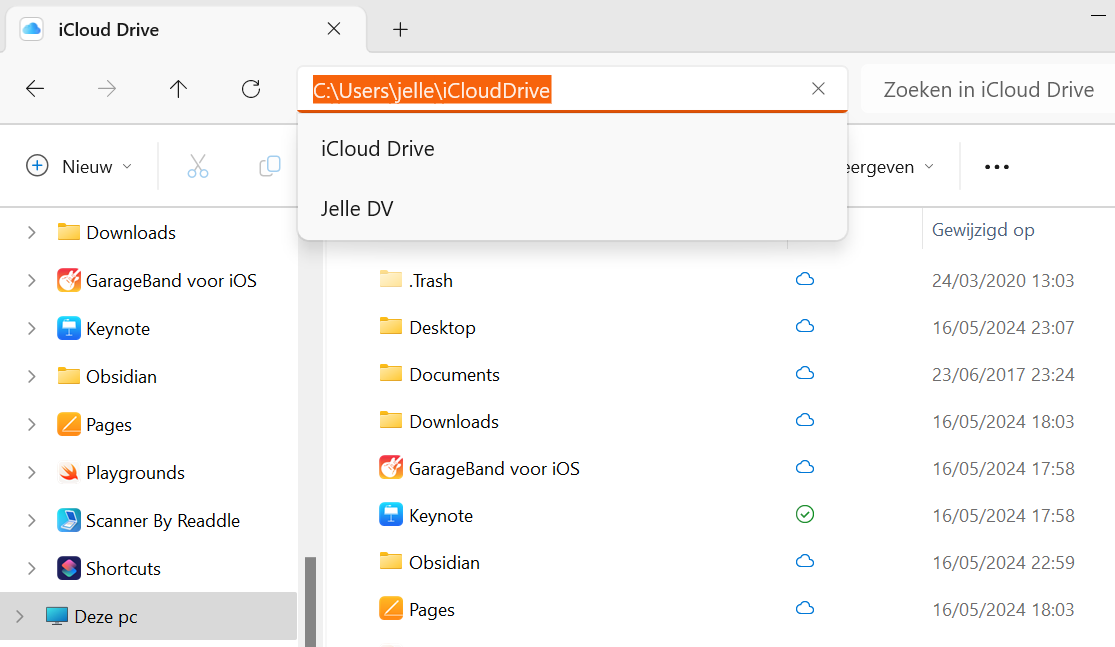 iCloud Drive
C:\Users\jelle\iCloudDrive
Zoeken in iCloud Drive
iCloud Drive
Jelle DV
Nieuw
eergeven
Gewijzigd op
Downloads
GarageBand voor iOS
Keynote
Obsidian
Pages
Playgrounds
Scanner By Readdle
Shortcuts
Deze pc
.Trash 24/03/2020 13:03
Desktop 16/05/2024 23:07
Documents 23/06/2017 23:24
Downloads 16/05/2024 18:03
GarageBand voor iOS 16/05/2024 17:58
Keynote 16/05/2024 17:58
Obsidian 16/05/2024 22:59
Pages 16/05/2024 18:03